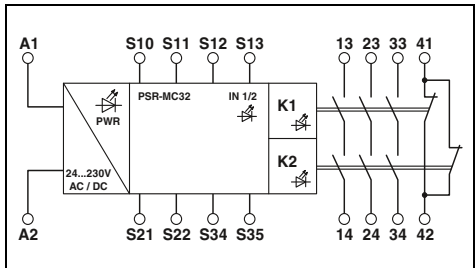 A1 S10 S11 S12 S13 13 23 33 41
PSR-MC32 IN 1/2
K1
PWR
K2
24...230V
AC / DC
A2 S21 S22 S34 S35 14 24 34 42